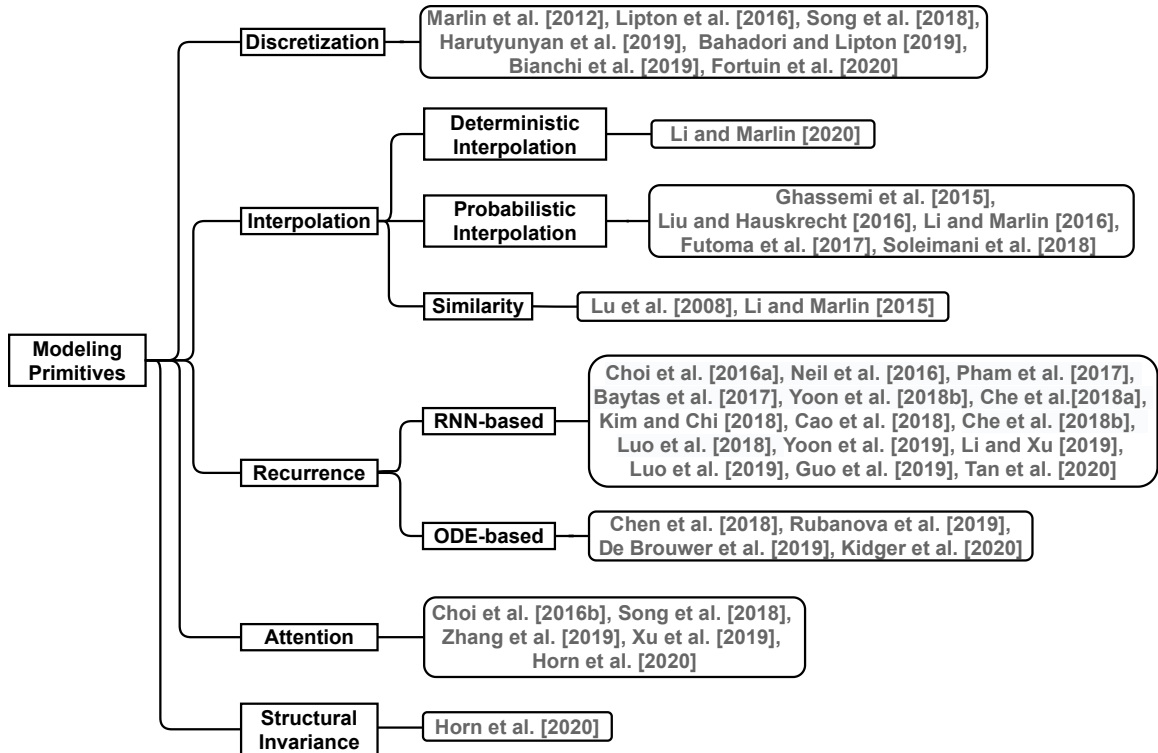 Discretization
Marlin et al. [2012], Lipton et al. [2016], Song et al. [2018],
Harutyunyan et al. [2019], Bahadori and Lipton [2019],
Bianchi et al. [2019], Fortuin et al. [2020]
Deterministic
Interpolation
Li and Marlin [2020]
Interpolation
Probabilistic
Interpolation
Ghassemi et al. [2015],
Liu and Hauskrecht [2016], Li and Marlin [2016],
Futoma et al. [2017], Soleimani et al. [2018]
Similarity
Lu et al. [2008], Li and Marlin [2015]
Modeling
Primitives
RNN-based
Choi et al. [2016a], Neil et al. [2016], Pham et al. [2017],
Baytas et al. [2017], Yoon et al. [2018b], Che et al.[2018a],
Kim and Chi [2018], Cao et al. [2018], Che et al. [2018b],
Luo et al. [2018], Yoon et al. [2019], Li and Xu [2019],
Luo et al. [2019], Guo et al. [2019], Tan et al. [2020]
Recurrence
ODE-based
Chen et al. [2018], Rubanova et al. [2019],
De Brouwer et al. [2019], Kidger et al. [2020]
Attention
Choi et al. [2016b], Song et al. [2018],
Zhang et al. [2019], Xu et al. [2019],
Horn et al. [2020]
Structural
Invariance
Horn et al. [2020]